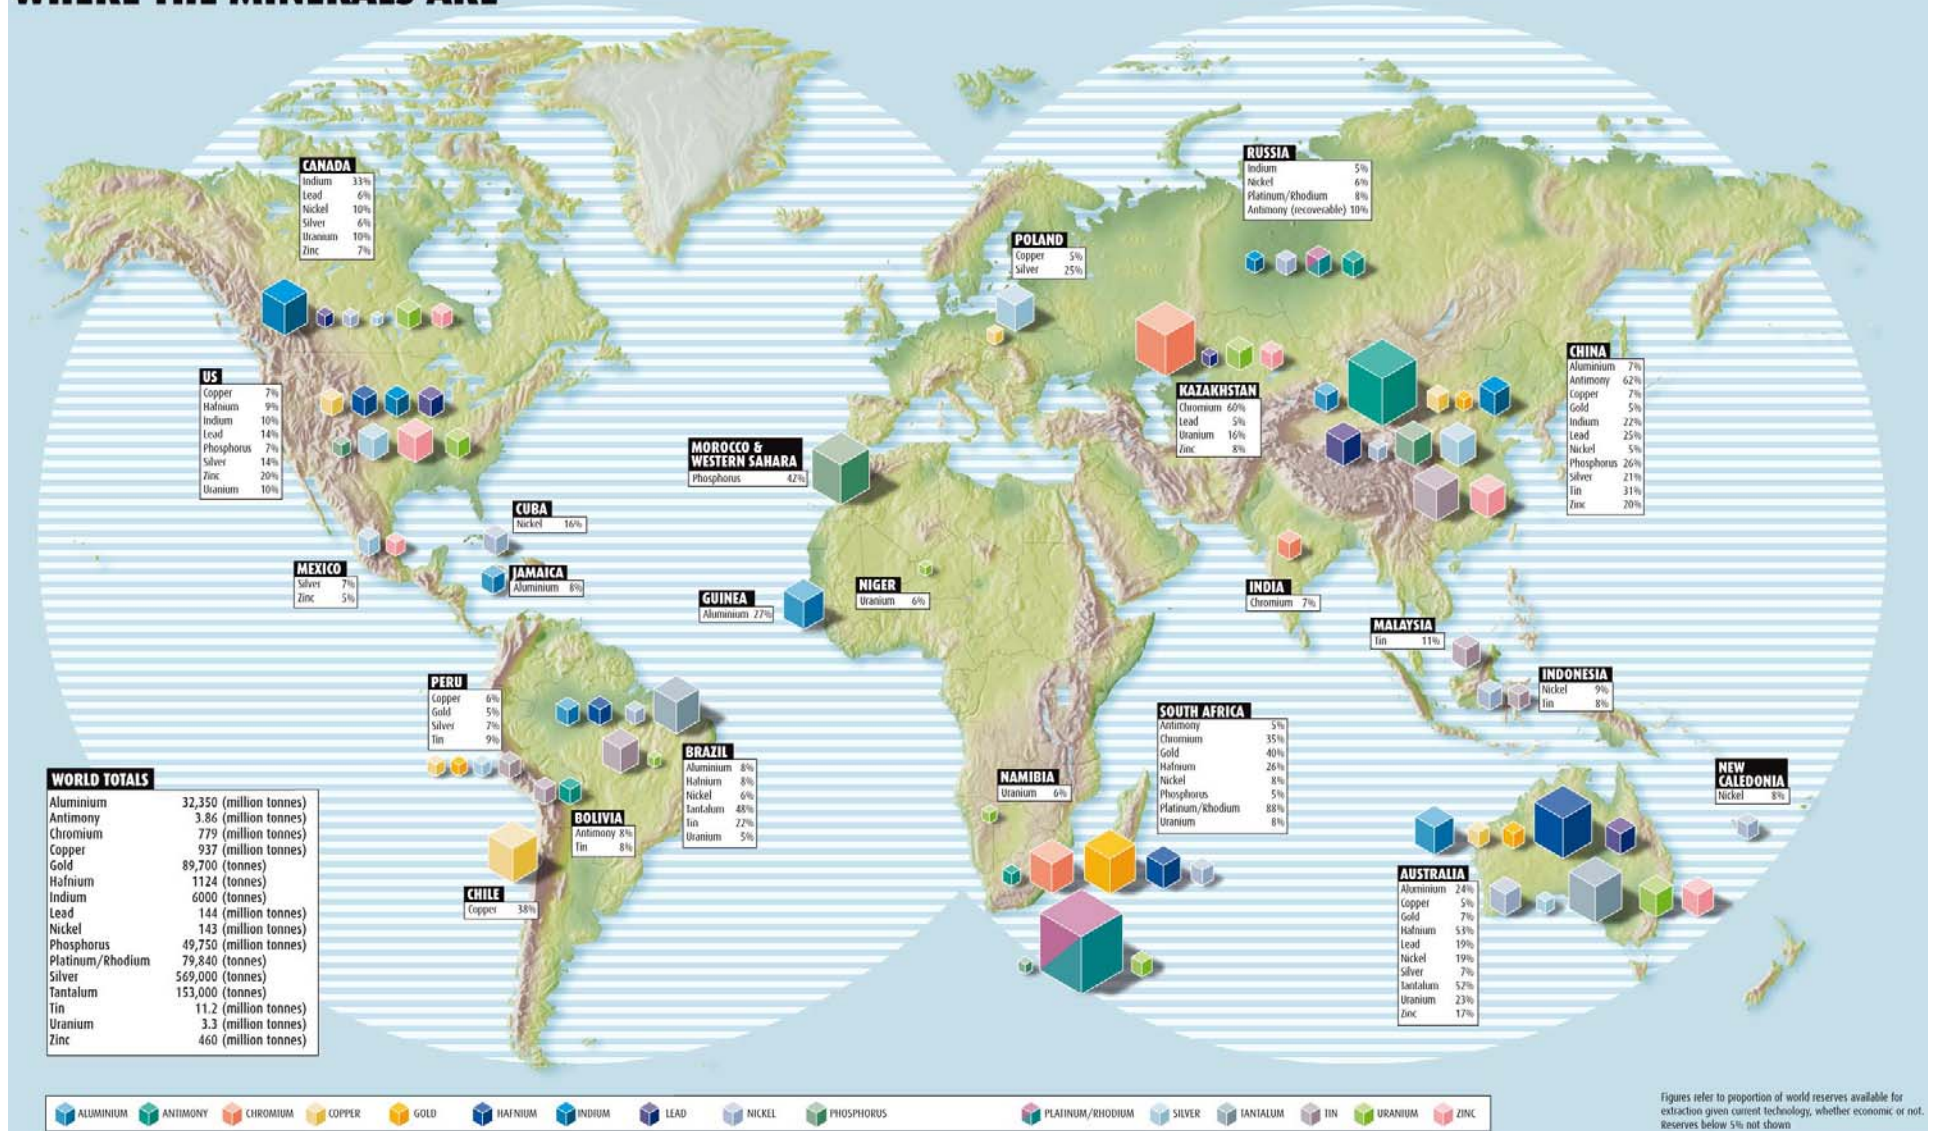 WHERE THE MINERALS ARE
CANADA
Indium 33%
Lead 6%
Nickel 10%
Silver 6%
Uranium 10%
Zinc 7%
RUSSIA
Indium 5%
Nickel 6%
Platinum/Rhodium 8%
Antimony (recoverable) 10%
POLAND
Copper 5%
Silver 25%
US
Copper 7%
Hafnium 9%
Indium 10%
Lead 14%
Phosphorus 7%
Silver 14%
Zinc 20%
Uranium 10%
KAZAKHSTAN
Chromium 60%
Lead 5%
Uranium 16%
Zinc 8%
CHINA
Aluminium 7%
Antimony 62%
Copper 7%
Gold 5%
Indium 22%
Lead 25%
Nickel 5%
Phosphorus 26%
Silver 21%
Tin 31%
Zinc 20%
MOROCCO &
WESTERN SAHARA
Phosphorus 42%
CUBA
Nickel 16%
MEXICO
Silver 7%
Zinc 5%
JAMAICA
Aluminium 8%
GUINEA
Aluminium 27%
NIGER
Uranium 6%
INDIA
Chromium 7%
MALAYSIA
Tin 11%
INDONESIA
Nickel 9%
Tin 8%
PERU
Copper 6%
Gold 5%
Silver 7%
Tin 9%
BRAZIL
Aluminium 8%
Hafnium 8%
Nickel 6%
Tantalum 48%
Tin 22%
Uranium 5%
SOUTH AFRICA
Antimony 5%
Chromium 35%
Gold 40%
Hafnium 26%
Nickel 8%
Phosphorus 5%
Platinum/Rhodium 88%
Uranium 8%
NAMIBIA
Uranium 6%
NEW
CALEDONIA
Nickel 8%
BOLIVIA
Antimony 8%
Tin 8%
CHILE
Copper 38%
AUSTRALIA
Aluminium 24%
Copper 5%
Gold 7%
Hafnium 53%
Lead 19%
Nickel 19%
Silver 7%
Tantalum 52%
Uranium 23%
Zinc 17%
WORLD TOTALS
Aluminium 32,350 (million tonnes)
Antimony 3.86 (million tonnes)
Chromium 779 (million tonnes)
Copper 937 (million tonnes)
Gold 89,700 (tonnes)
Hafnium 1124 (tonnes)
Indium 6000 (tonnes)
Lead 144 (million tonnes)
Nickel 143 (million tonnes)
Phosphorus 49,750 (million tonnes)
Platinum/Rhodium 79,840 (tonnes)
Silver 569,000 (tonnes)
Tantalum 153,000 (tonnes)
Tin 11.2 (million tonnes)
Uranium 3.3 (million tonnes)
Zinc 460 (million tonnes)
ALUMINIUM ANTIMONY CHROMIUM COPPER GOLD HAFNIUM INDIUM LEAD NICKEL PHOSPHORUS PLATINUM/RHODIUM SILVER TANTALUM TIN URANIUM ZINC
Figures refer to proportion of world reserves available for
extraction given current technology, whether economic or not.
Reserves below 5% not shown